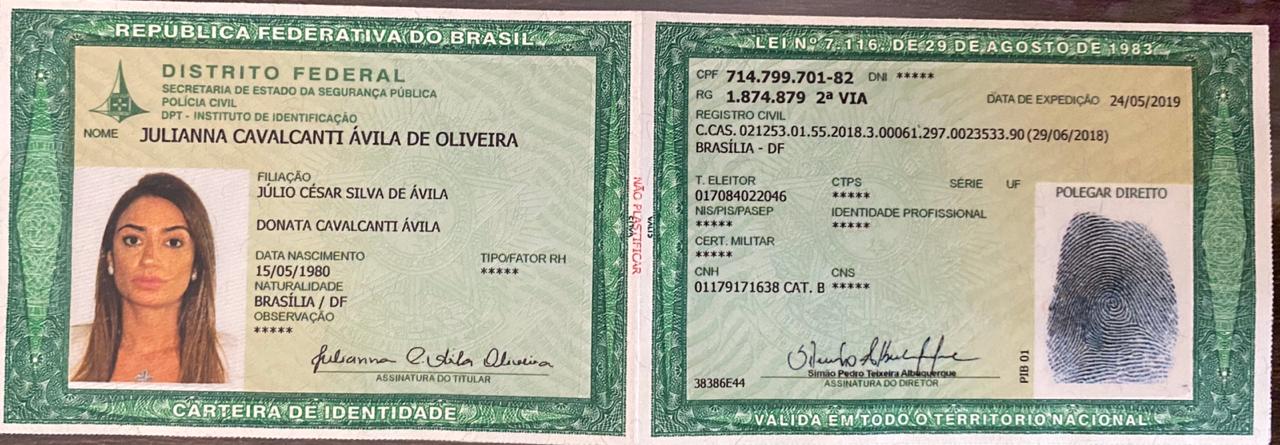 REPÚBLICA FEDERATIVA DO BRASIL
DISTRITO FEDERAL
SECRETARIA DE ESTADO DA SEGURANÇA PÚBLICA
POLÍCIA CIVIL
DPT - INSTITUTO DE IDENTIFICAÇÃO
NOME JULIANNA CAVALCANTI ÁVILA DE OLIVEIRA
FILIAÇÃO
JÚLIO CÉSAR SILVA DE ÁVILA
DONATA CAVALCANTI ÁVILA
DATA NASCIMENTO TIPO/FATOR RH
15/05/1980 *****
NATURALIDADE
BRASÍLIA / DF
OBSERVAÇÃO
*****
Julianna C. Ávila Oliveira
ASSINATURA DO TITULAR
CARTEIRA DE IDENTIDADE
NÃO PLASTIFICAR
LEI Nº 7.116, DE 29 DE AGOSTO DE 1983
CPF 714.799.701-82 DNI *****
RG 1.874.879 2ª VIA DATA DE EXPEDIÇÃO 24/05/2019
REGISTRO CIVIL
C.CAS. 021253.01.55.2018.3.00061.297.0023533.90 (29/06/2018)
BRASÍLIA - DF
T. ELEITOR CTPS SÉRIE UF
017084022046 *****
NIS/PIS/PASEP IDENTIDADE PROFISSIONAL
***** *****
CERT. MILITAR
*****
CNH CNS
01179171638 CAT. B *****
POLEGAR DIREITO
Simão Pedro Teixeira Albuquerque
38386E44 ASSINATURA DO DIRETOR
PIB 01
VÁLIDA EM TODO O TERRITÓRIO NACIONAL